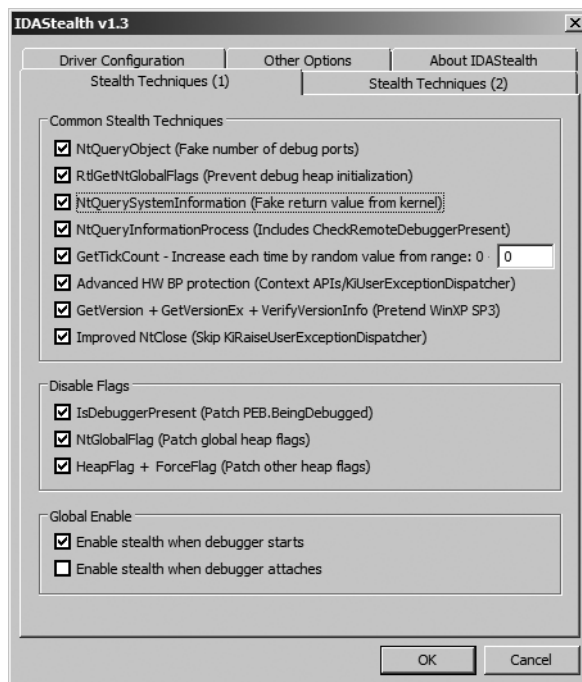 IDAStealth v1.3
Driver Configuration
Other Options
About IDAStealth
Stealth Techniques (1)
Stealth Techniques (2)
Common Stealth Techniques
NtQueryObject (Fake number of debug ports)
RtlGetNtGlobalFlags (Prevent debug heap initialization)
NtQuerySystemInformation (Fake return value from kernel)
NtQueryInformationProcess (Includes CheckRemoteDebuggerPresent)
GetTickCount - Increase each time by random value from range: 0 - 0
Advanced HW BP protection (Context APIs/KiUserExceptionDispatcher)
GetVersion + GetVersionEx + VerifyVersionInfo (Pretend WinXP SP3)
Improved NtClose (Skip KiRaiseUserExceptionDispatcher)
Disable Flags
IsDebuggerPresent (Patch PEB.BeingDebugged)
NtGlobalFlag (Patch global heap flags)
HeapFlag + ForceFlag (Patch other heap flags)
Global Enable
Enable stealth when debugger starts
Enable stealth when debugger attaches
OK
Cancel